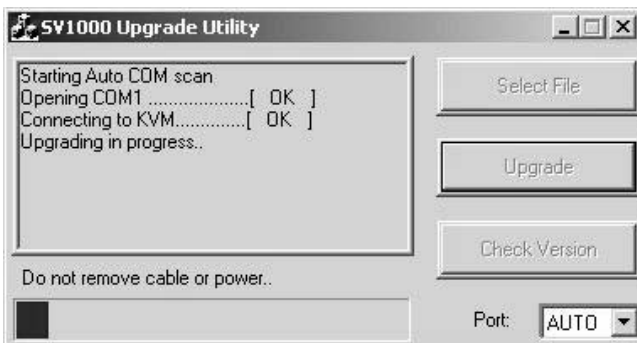 SV1000 Upgrade Utility
Starting Auto COM scan
Opening COM1 ....................[ OK ]
Connecting to KVM.............[ OK ]
Upgrading in progress..
Select File
Upgrade
Check Version
Do not remove cable or power..
Port: AUTO